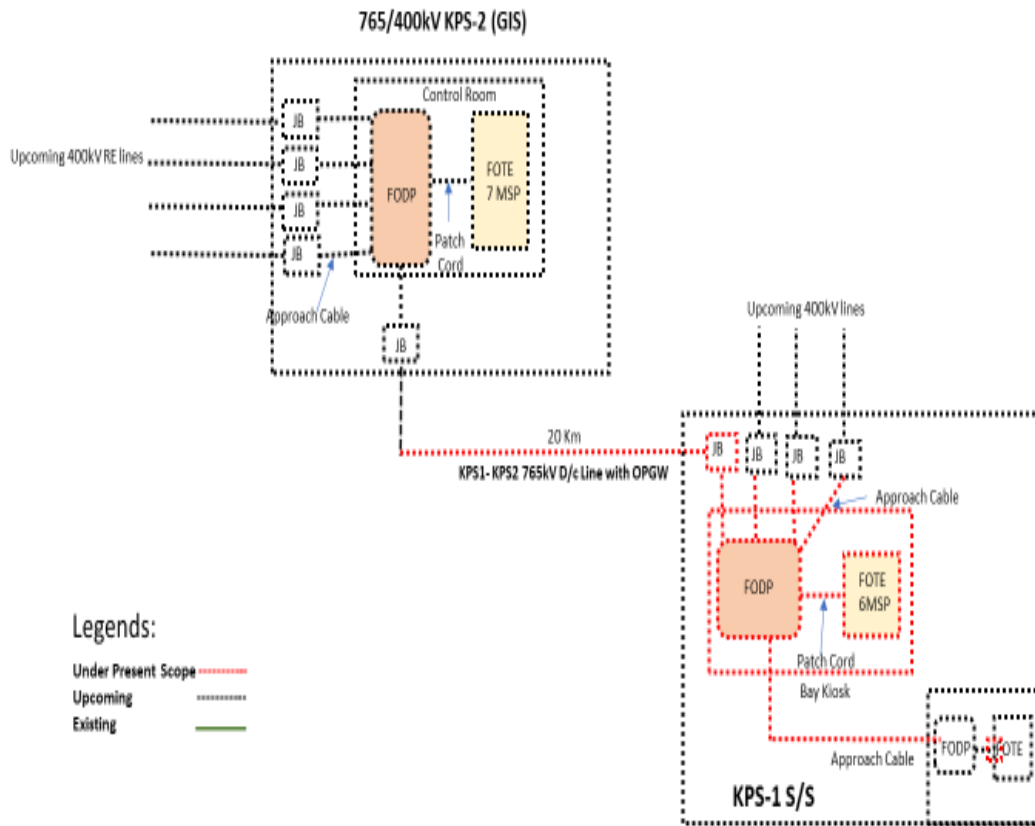 765/400kV KPS-2 (GIS)
Control Room
JB
Upcoming 400kV RE lines
JB
FODP
FOTE
7 MSP
JB
Patch
Cord
JB
Approach Cable
JB
Upcoming 400kV lines
20 Km
KPS1- KPS2 765kV D/c Line with OPGW
JB
JB
JB
JB
Approach Cable
FODP
FOTE
6MSP
Patch Cord
Bay Kiosk
Legends:
Under Present Scope
Upcoming
Existing
Approach Cable
FODP
FOTE
KPS-1 S/S